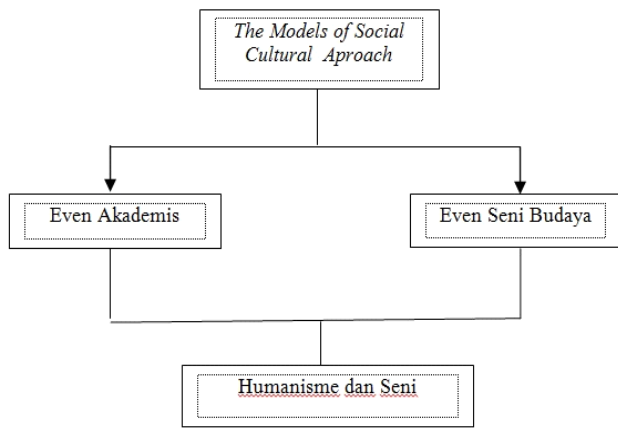 The Models of Social
Cultural Aproach
Even Akademis
Even Seni Budaya
Humanisme dan Seni